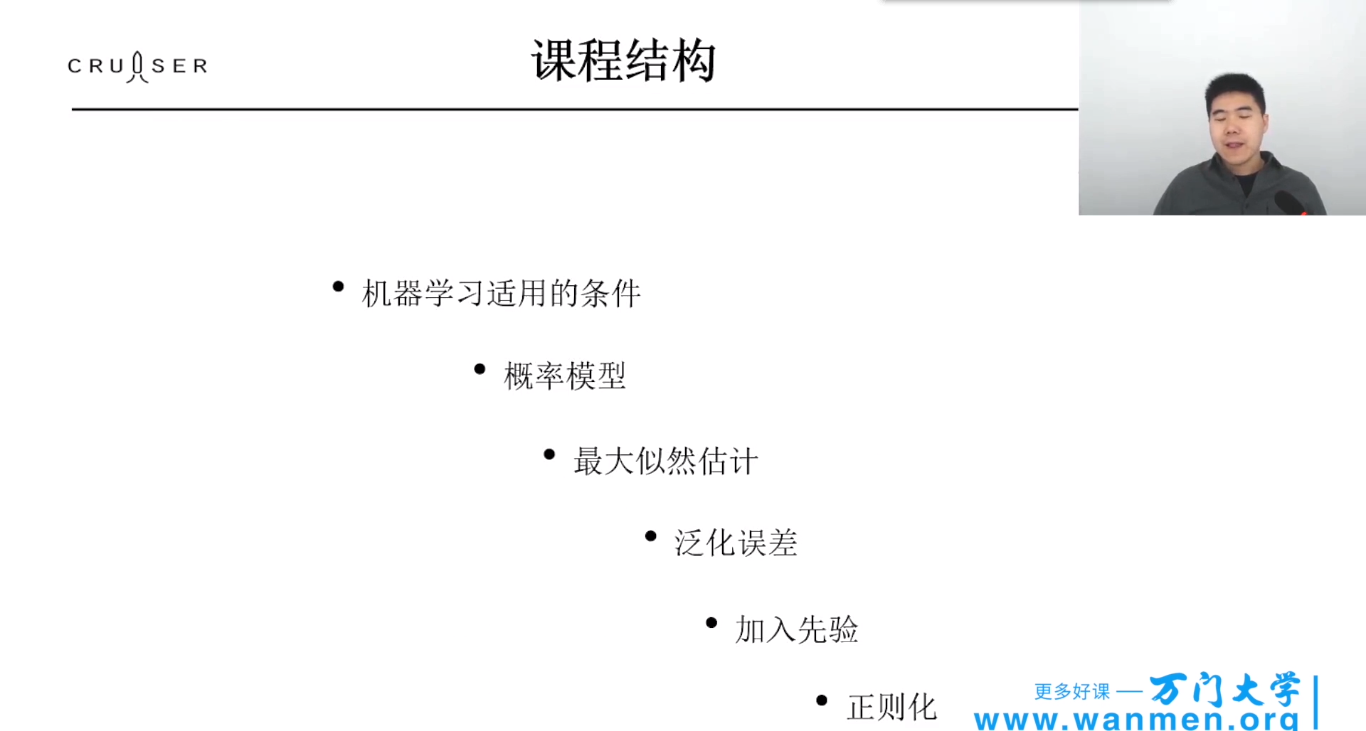 CRUISER
课程结构
机器学习适用的条件
概率模型
最大似然估计
泛化误差
加入先验
正则化
更多好课 — 万门大学
www.wanmen.org